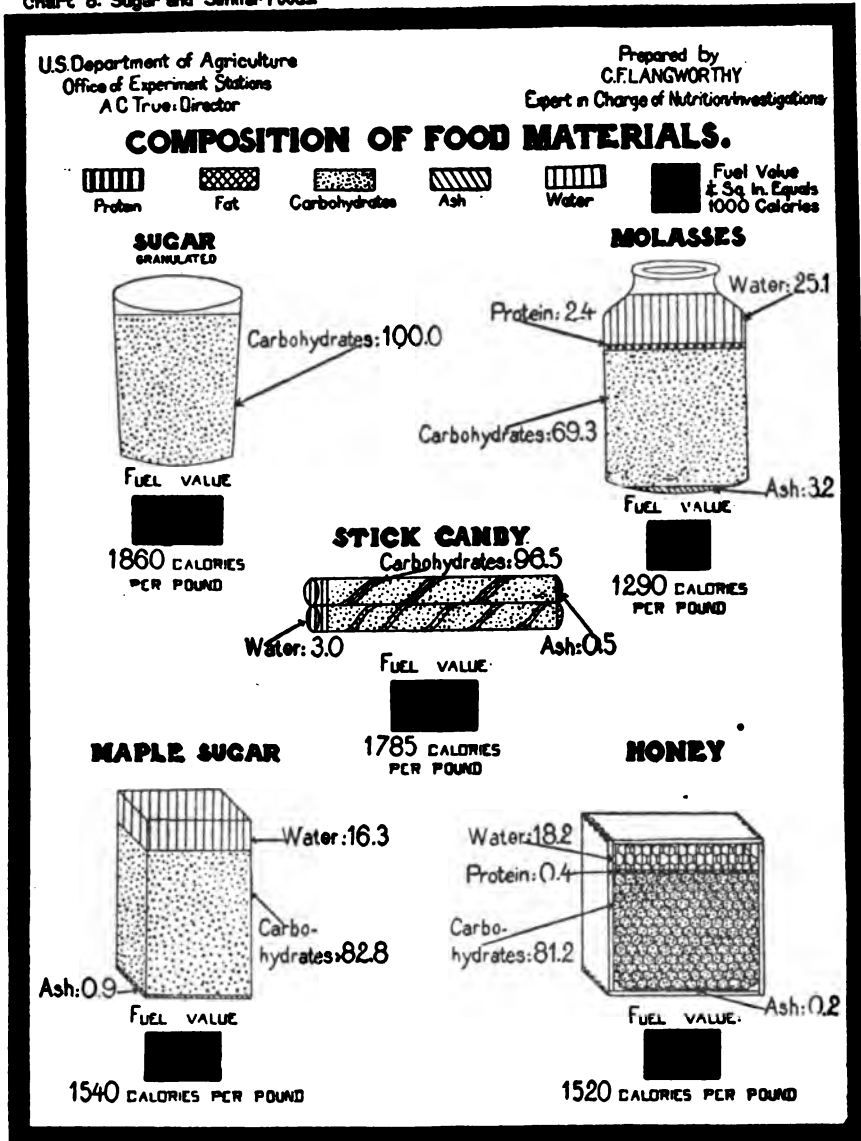 Chart 8. Sugar and Similar Foods.
U.S. Department of Agriculture
Office of Experiment Stations
A C True: Director
Prepared by
C.F. LANGWORTHY
Expert in Charge of Nutrition Investigations
COMPOSITION OF FOOD MATERIALS.
Protein
Fat
Carbohydrates
Ash
Water
Fuel Value
Sq. In. Equals
1000 Calories
SUGAR
GRANULATED
Carbohydrates: 100.0
FUEL VALUE
1860 CALORIES
PER POUND
MOLASSES
Water: 25.1
Protein: 2.4
Carbohydrates: 69.3
Ash: 3.2
FUEL VALUE
1290 CALORIES
PER POUND
STICK CANDY
Carbohydrates: 96.5
Water: 3.0
Ash: 0.5
FUEL VALUE
1785 CALORIES
PER POUND
MAPLE SUGAR
Water: 16.3
Carbo-
hydrates: 82.8
Ash: 0.9
FUEL VALUE
1540 CALORIES PER POUND
HONEY
Water: 18.2
Protein: 0.4
Carbo-
hydrates: 81.2
Ash: 0.2
FUEL VALUE
1520 CALORIES PER POUND